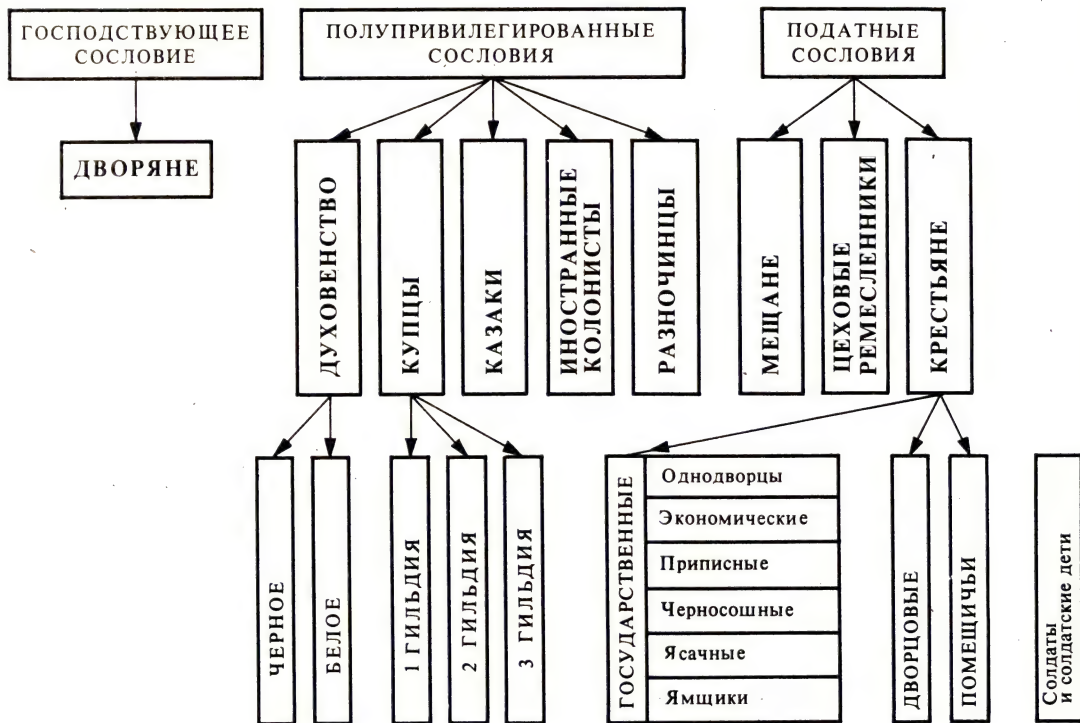 ГОСПОДСТВУЮЩЕЕ
СОСЛОВИЕ
ПОЛУПРИВИЛЕГИРОВАННЫЕ
СОСЛОВИЯ
ПОДАТНЫЕ
СОСЛОВИЯ
ДВОРЯНЕ
ДУХОВЕНСТВО
КУПЦЫ
КАЗАКИ
ИНОСТРАННЫЕ
КОЛОНИСТЫ
РАЗНОЧИНЦЫ
МЕЩАНЕ
ЦЕХОВЫЕ
РЕМЕСЛЕННИКИ
КРЕСТЬЯНЕ
ЧЕРНОЕ
БЕЛОЕ
1 ГИЛЬДИЯ
2 ГИЛЬДИЯ
3 ГИЛЬДИЯ
ГОСУДАРСТВЕННЫЕ
Однодворцы
Экономические
Приписные
Черносошные
Ясачные
Ямщики
ДВОРЦОВЫЕ
ПОМЕЩИЧЬИ
Солдаты
и солдатские дети